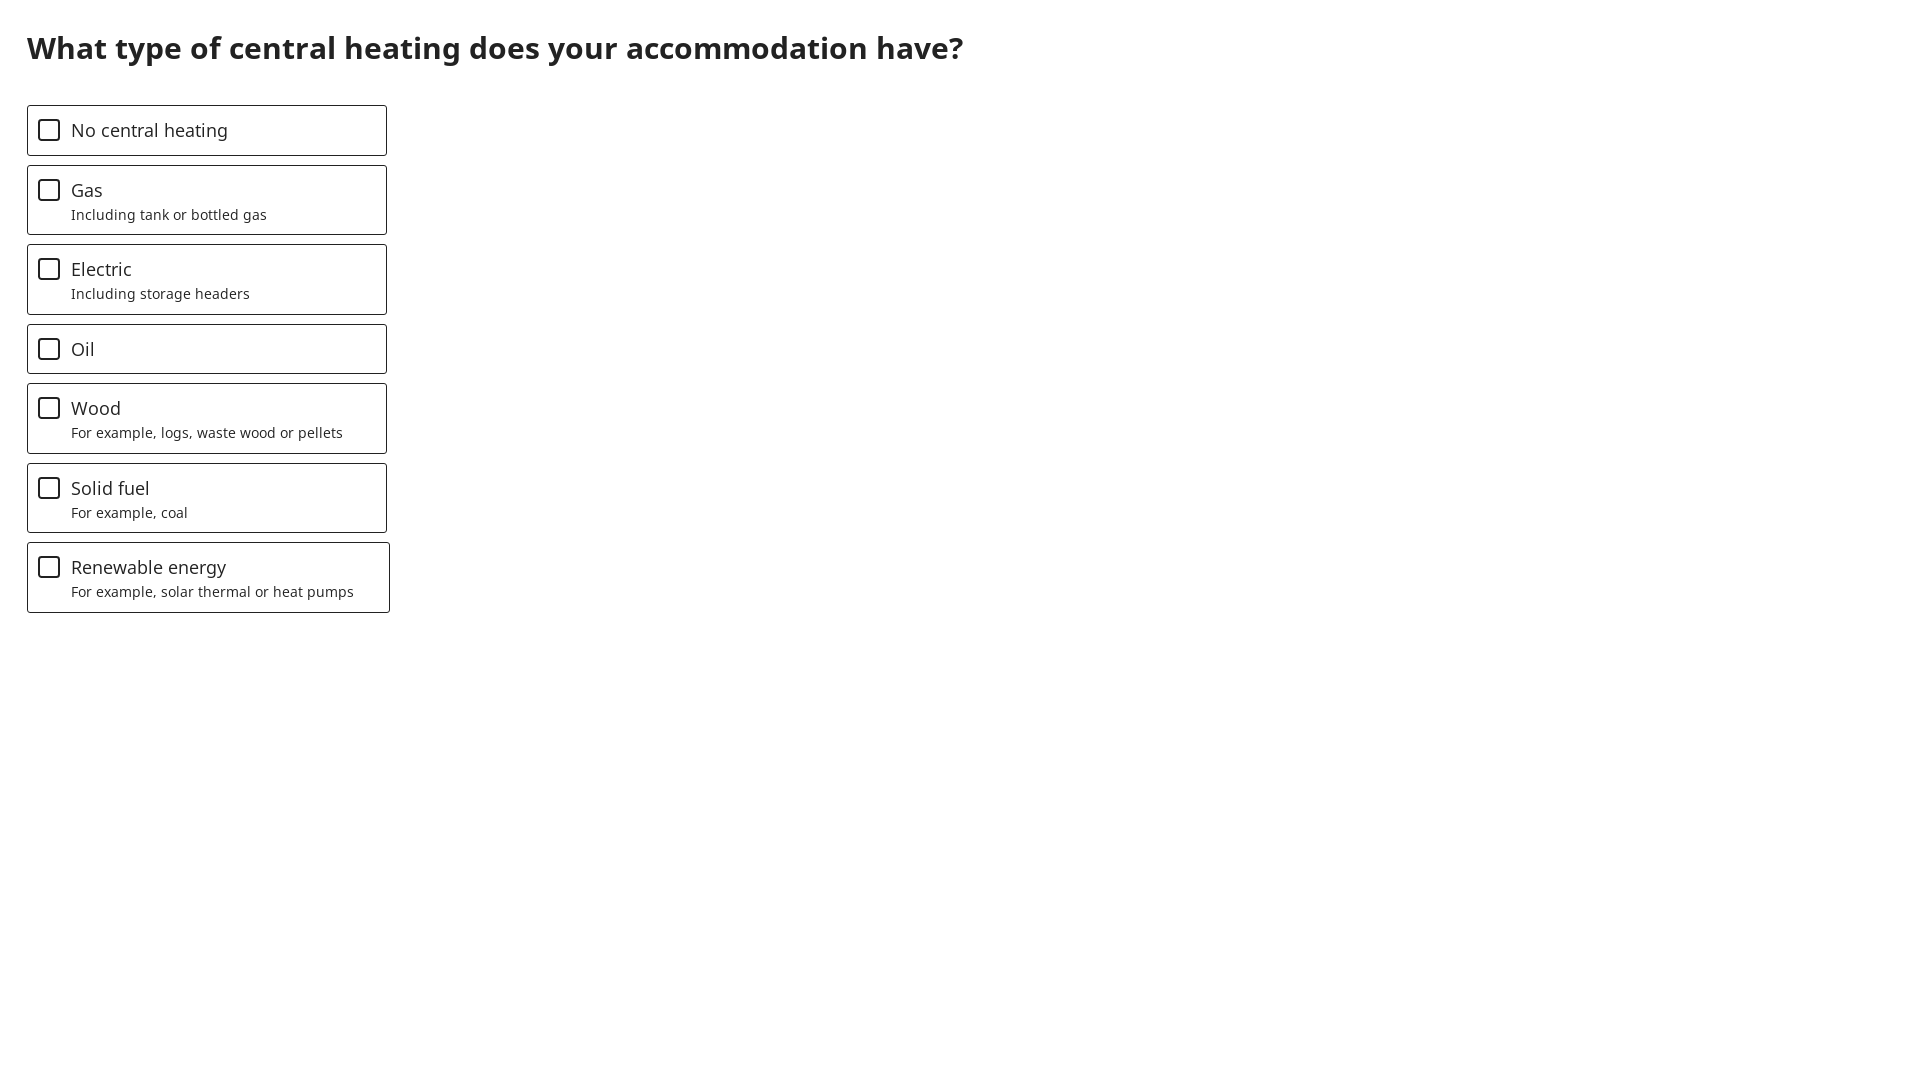 What type of central heating does your accommodation have?
No central heating
Gas
Including tank or bottled gas
Electric
Including storage headers
Oil
Wood
For example, logs, waste wood or pellets
Solid fuel
For example, coal
Renewable energy
For example, solar thermal or heat pumps